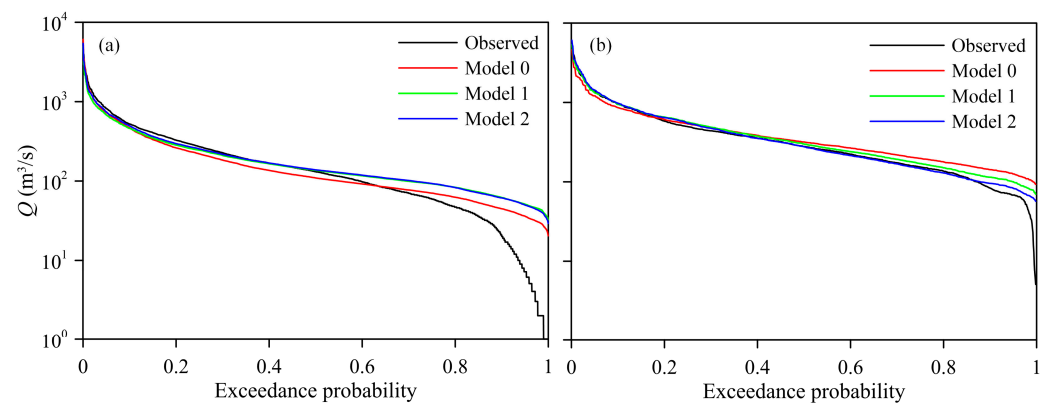 10⁴
(a)
Observed
Model 0
Model 1
Model 2
10³
10²
10¹
10⁰
Q (m³/s)
0 0.2 0.4 0.6 0.8 1
Exceedance probability
(b)
Observed
Model 0
Model 1
Model 2
0 0.2 0.4 0.6 0.8 1
Exceedance probability